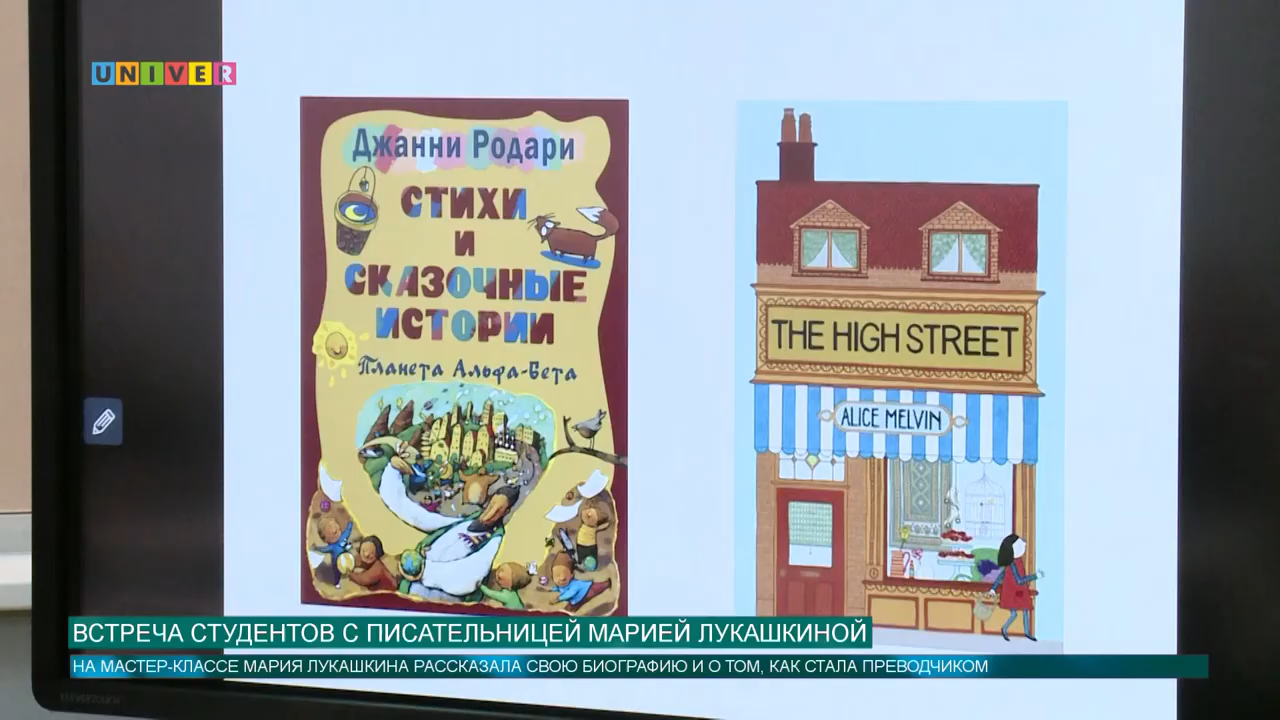 UNIVER
Джанни Родари
СТИХИ
И
СКАЗОЧНЫЕ
ИСТОРИИ
Планета Альфа-Бета
THE HIGH STREET
ALICE MELVIN
ВСТРЕЧА СТУДЕНТОВ С ПИСАТЕЛЬНИЦЕЙ МАРИЕЙ ЛУКАШКИНОЙ
НА МАСТЕР-КЛАССЕ МАРИЯ ЛУКАШКИНА РАССКАЗАЛА СВОЮ БИОГРАФИЮ И О ТОМ, КАК СТАЛА ПРЕВОДЧИКОМ